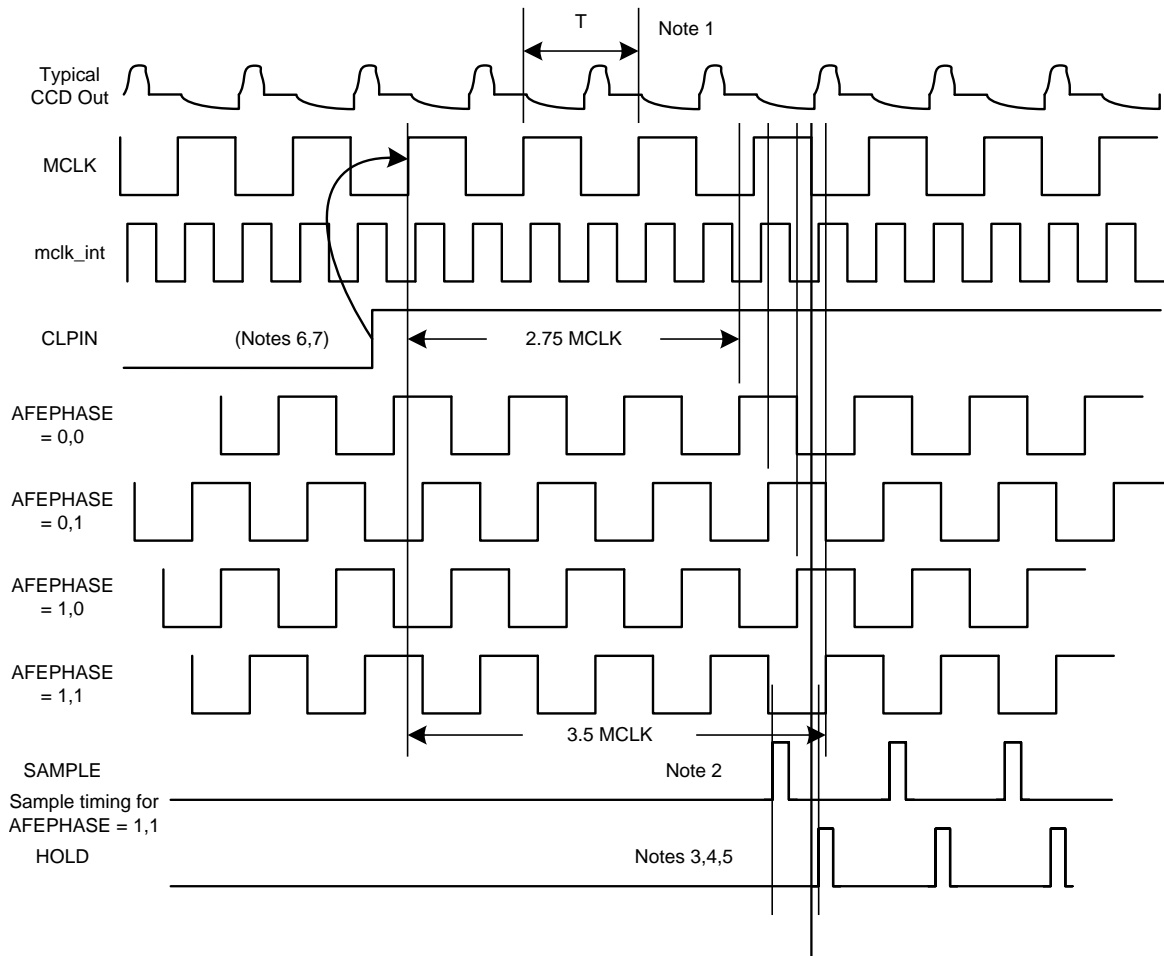 T
Note 1
Typical
CCD Out
MCLK
mclk_int
CLPIN
(Notes 6,7)
2.75 MCLK
AFEPHASE
= 0,0
AFEPHASE
= 0,1
AFEPHASE
= 1,0
AFEPHASE
= 1,1
3.5 MCLK
SAMPLE
Note 2
Sample timing for
AFEPHASE = 1,1
HOLD
Notes 3,4,5